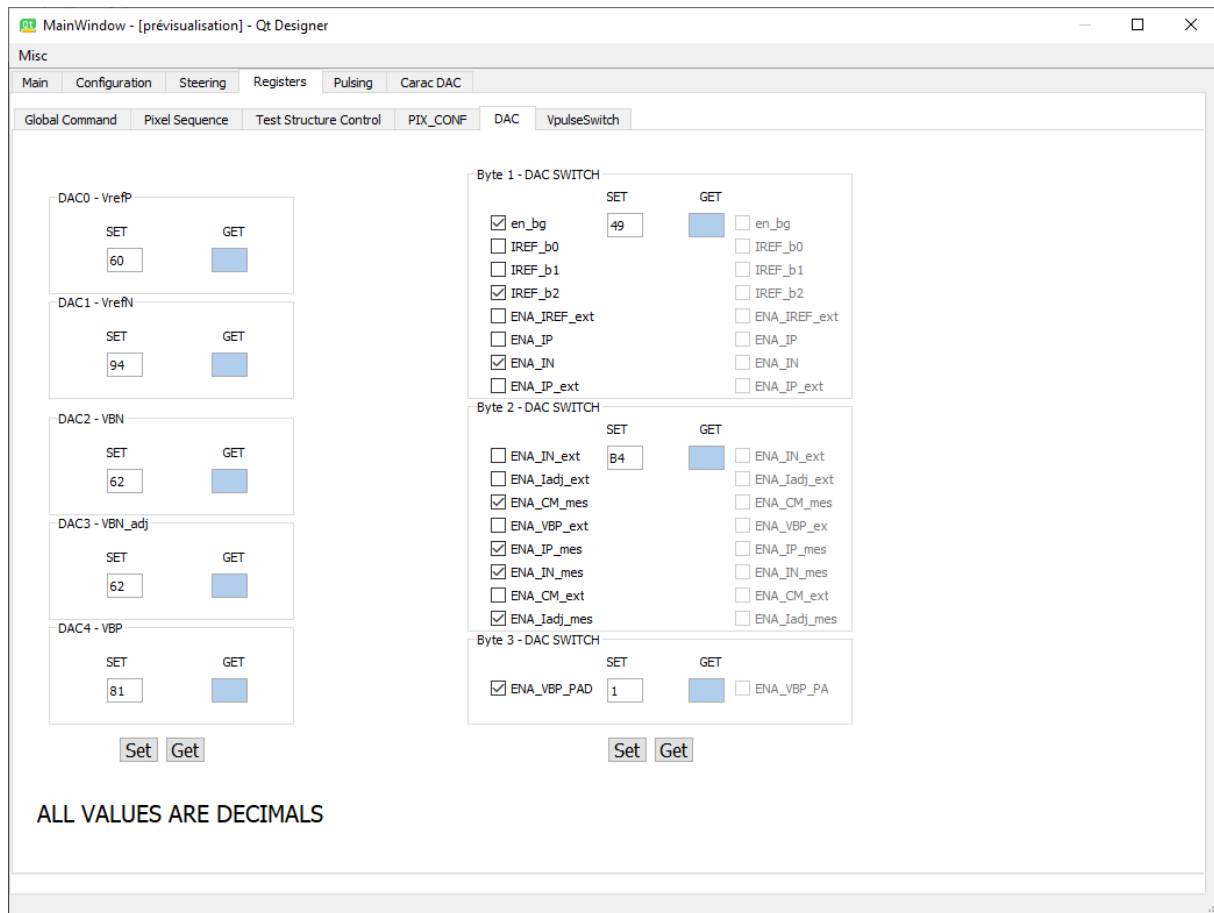 MainWindow - [prévisualisation] - Qt Designer
Misc
Main Configuration Steering Registers Pulsing Carac DAC
Global Command Pixel Sequence Test Structure Control PIX_CONF DAC VpulseSwitch
DAC0 - VrefP
SET GET
60
DAC1 - VrefN
SET GET
94
DAC2 - VBN
SET GET
62
DAC3 - VBN_adj
SET GET
62
DAC4 - VBP
SET GET
81
Set Get
Byte 1 - DAC SWITCH
SET GET
en_bg 49 en_bg
IREF_b0 IREF_b0
IREF_b1 IREF_b1
IREF_b2 IREF_b2
ENA_IREF_ext ENA_IREF_ext
ENA_IP ENA_IP
ENA_IN ENA_IN
ENA_IP_ext ENA_IP_ext
Byte 2 - DAC SWITCH
SET GET
ENA_IN_ext B4 ENA_IN_ext
ENA_Iadj_ext ENA_Iadj_ext
ENA_CM_mes ENA_CM_mes
ENA_VBP_ext ENA_VBP_ex
ENA_IP_mes ENA_IP_mes
ENA_IN_mes ENA_IN_mes
ENA_CM_ext ENA_CM_ext
ENA_Iadj_mes ENA_Iadj_mes
Byte 3 - DAC SWITCH
SET GET
ENA_VBP_PAD 1 ENA_VBP_PA
Set Get
ALL VALUES ARE DECIMALS